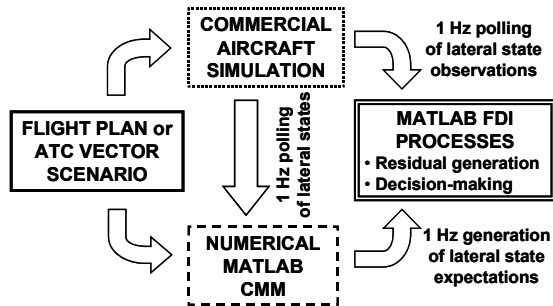 COMMERCIAL
AIRCRAFT
SIMULATION
1 Hz polling
of lateral state
observations
FLIGHT PLAN or
ATC VECTOR
SCENARIO
1 Hz polling
of lateral states
MATLAB FDI
PROCESSES
• Residual generation
• Decision-making
NUMERICAL
MATLAB
CMM
1 Hz generation
of lateral state
expectations